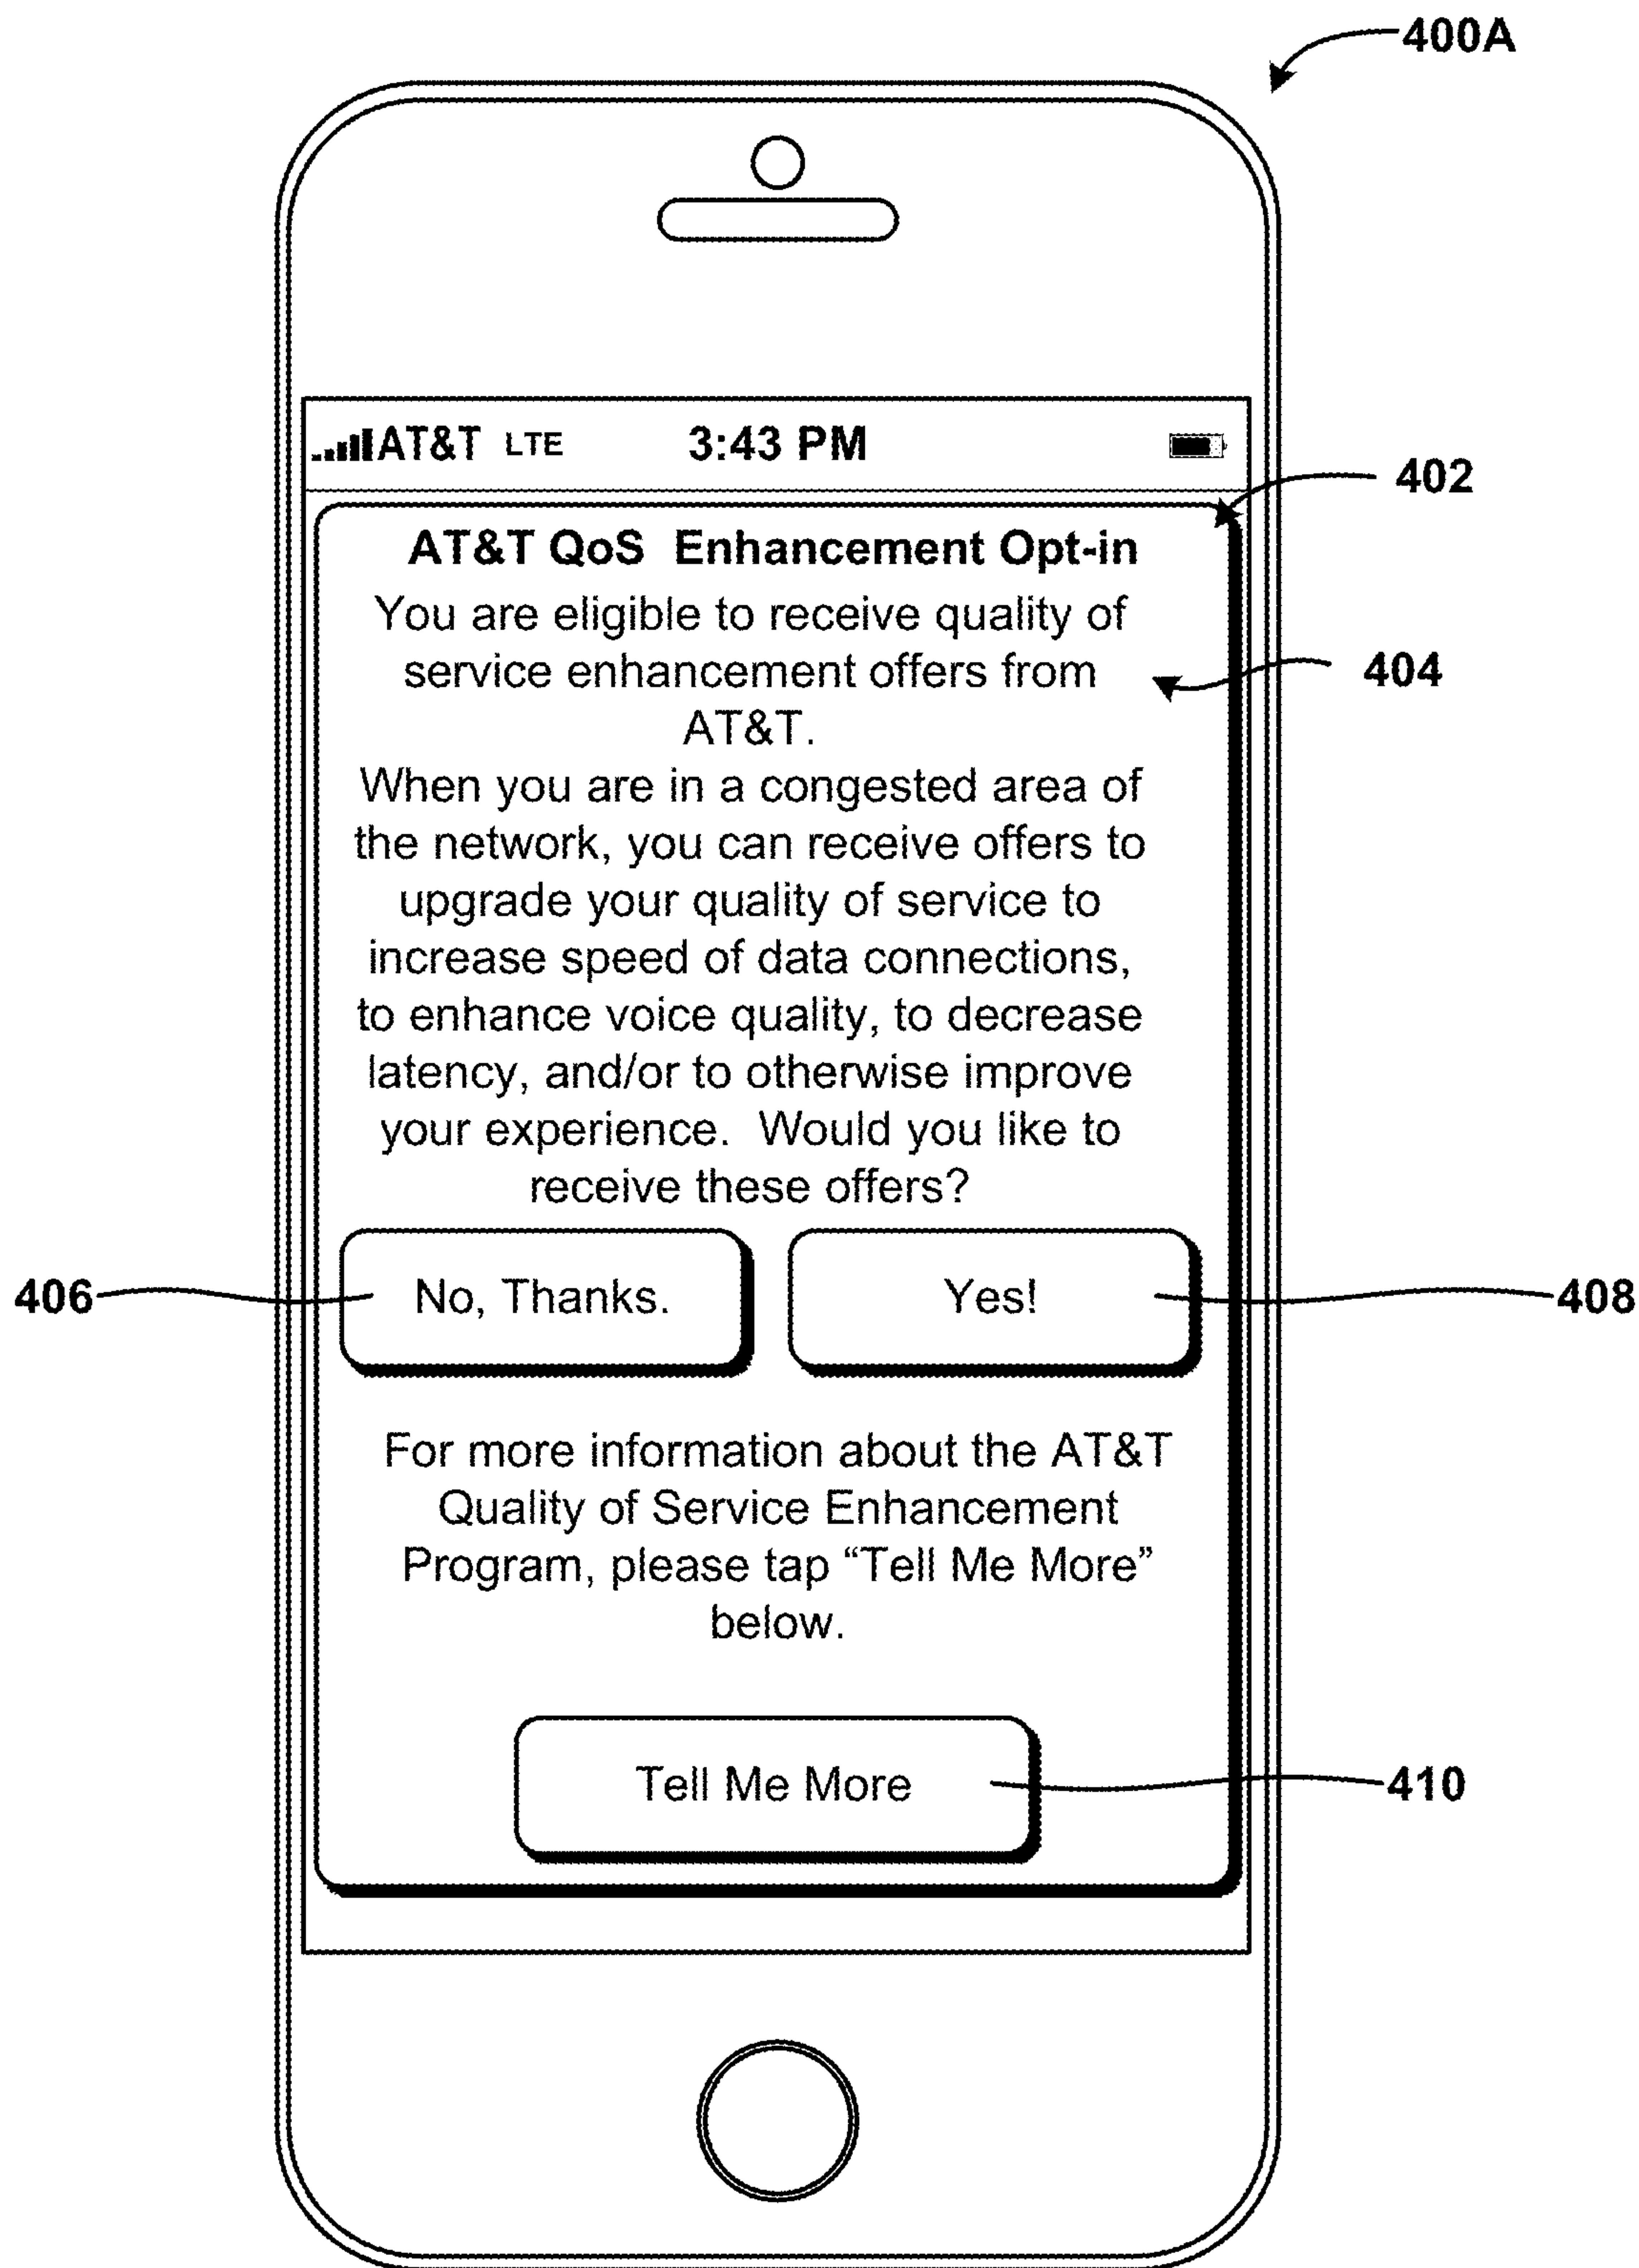 400A
AT&T LTE 3:43 PM
402
AT&T QoS Enhancement Opt-in
You are eligible to receive quality of
service enhancement offers from
404
AT&T.
When you are in a congested area of
the network, you can receive offers to
upgrade your quality of service to
increase speed of data connections,
to enhance voice quality, to decrease
latency, and/or to otherwise improve
your experience. Would you like to
receive these offers?
406 No, Thanks. Yes! 408
For more information about the AT&T
Quality of Service Enhancement
Program, please tap “Tell Me More”
below.
Tell Me More 410